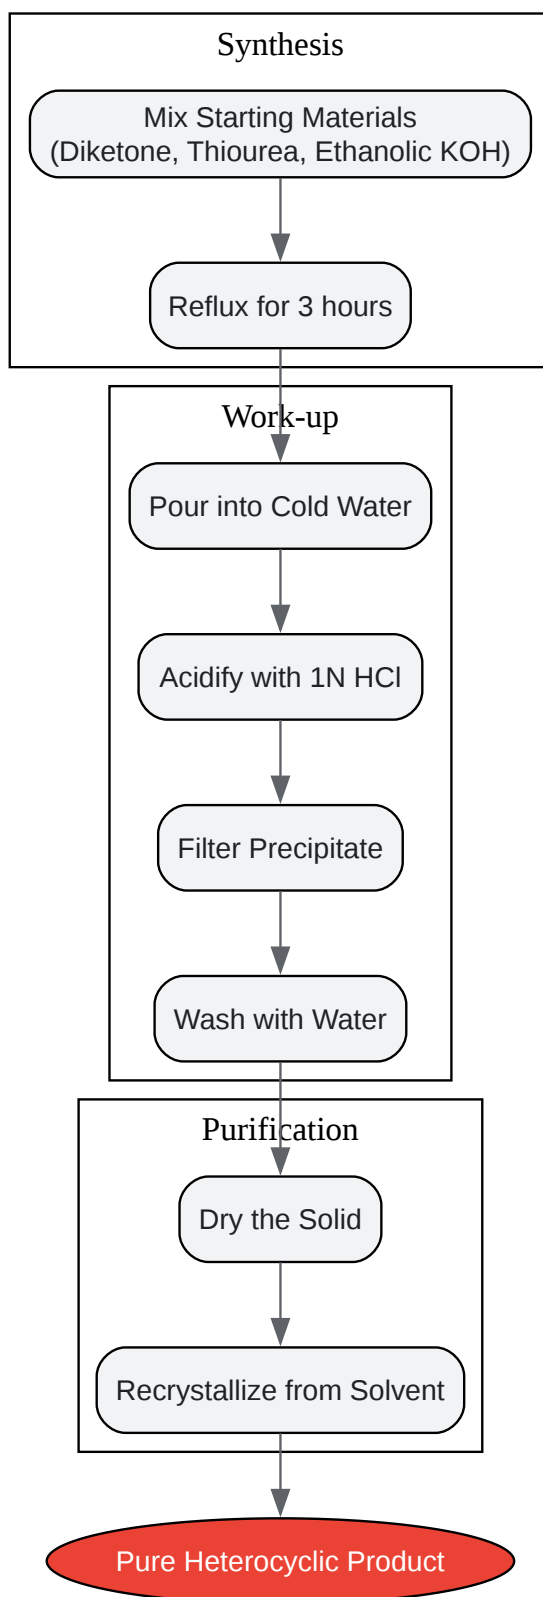 Synthesis
Mix Starting Materials
(Diketone, Thiourea, Ethanolic KOH)
Reflux for 3 hours
Work-up
Pour into Cold Water
Acidify with 1N HCl
Filter Precipitate
Wash with Water
Purification
Dry the Solid
Recrystallize from Solvent
Pure Heterocyclic Product